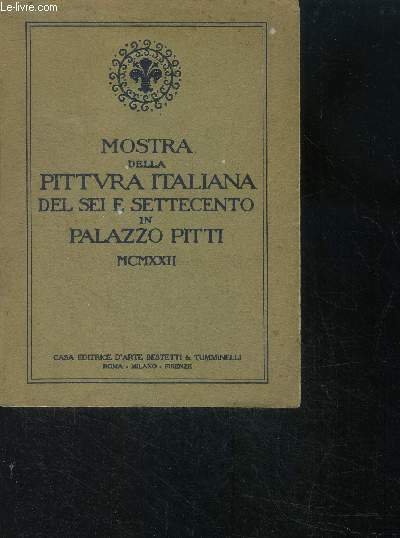 Le-livre.com
MOSTRA
DELLA
PITTVRA ITALIANA
DEL SEI E SETTECENTO
IN
PALAZZO PITTI
MCMXXII
CASA EDITRICE D'ARTE BESTETTI & TUMMINELLI
ROMA - MILANO - FIRENZE